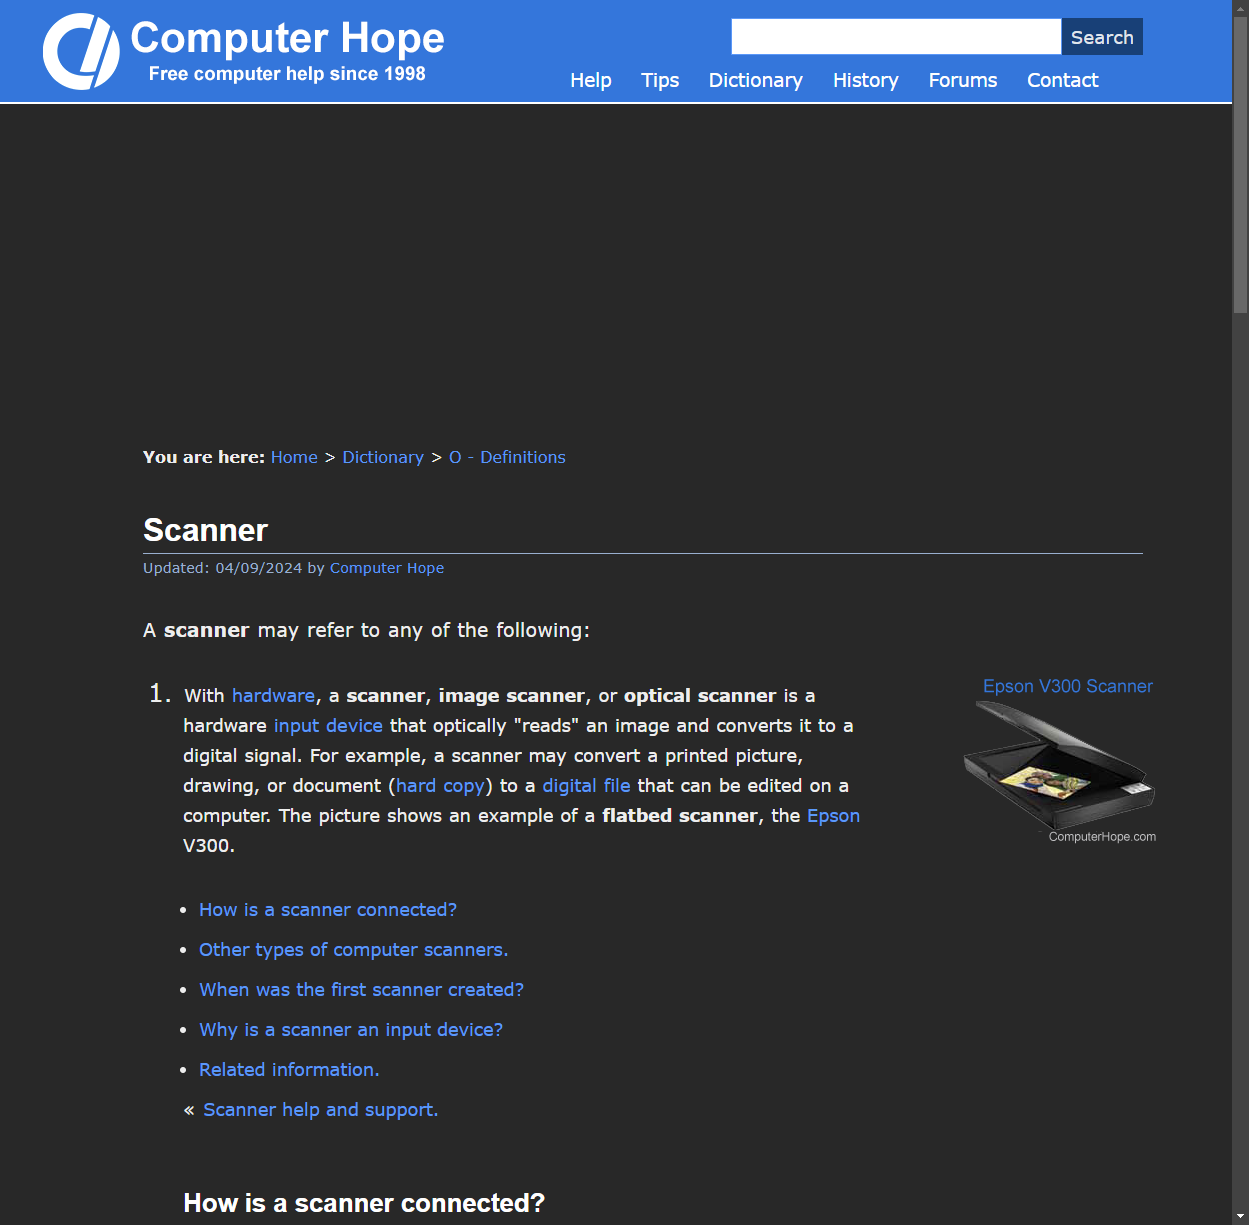 Computer Hope
Free computer help since 1998
Search
Help Tips Dictionary History Forums Contact
You are here: Home > Dictionary > O - Definitions
Scanner
Updated: 04/09/2024 by Computer Hope
A scanner may refer to any of the following:
1. With hardware, a scanner, image scanner, or optical scanner is a
hardware input device that optically "reads" an image and converts it to a
digital signal. For example, a scanner may convert a printed picture,
drawing, or document (hard copy) to a digital file that can be edited on a
computer. The picture shows an example of a flatbed scanner, the Epson
V300.
Epson V300 Scanner
ComputerHope.com
• How is a scanner connected?
• Other types of computer scanners.
• When was the first scanner created?
• Why is a scanner an input device?
• Related information.
« Scanner help and support.
How is a scanner connected?